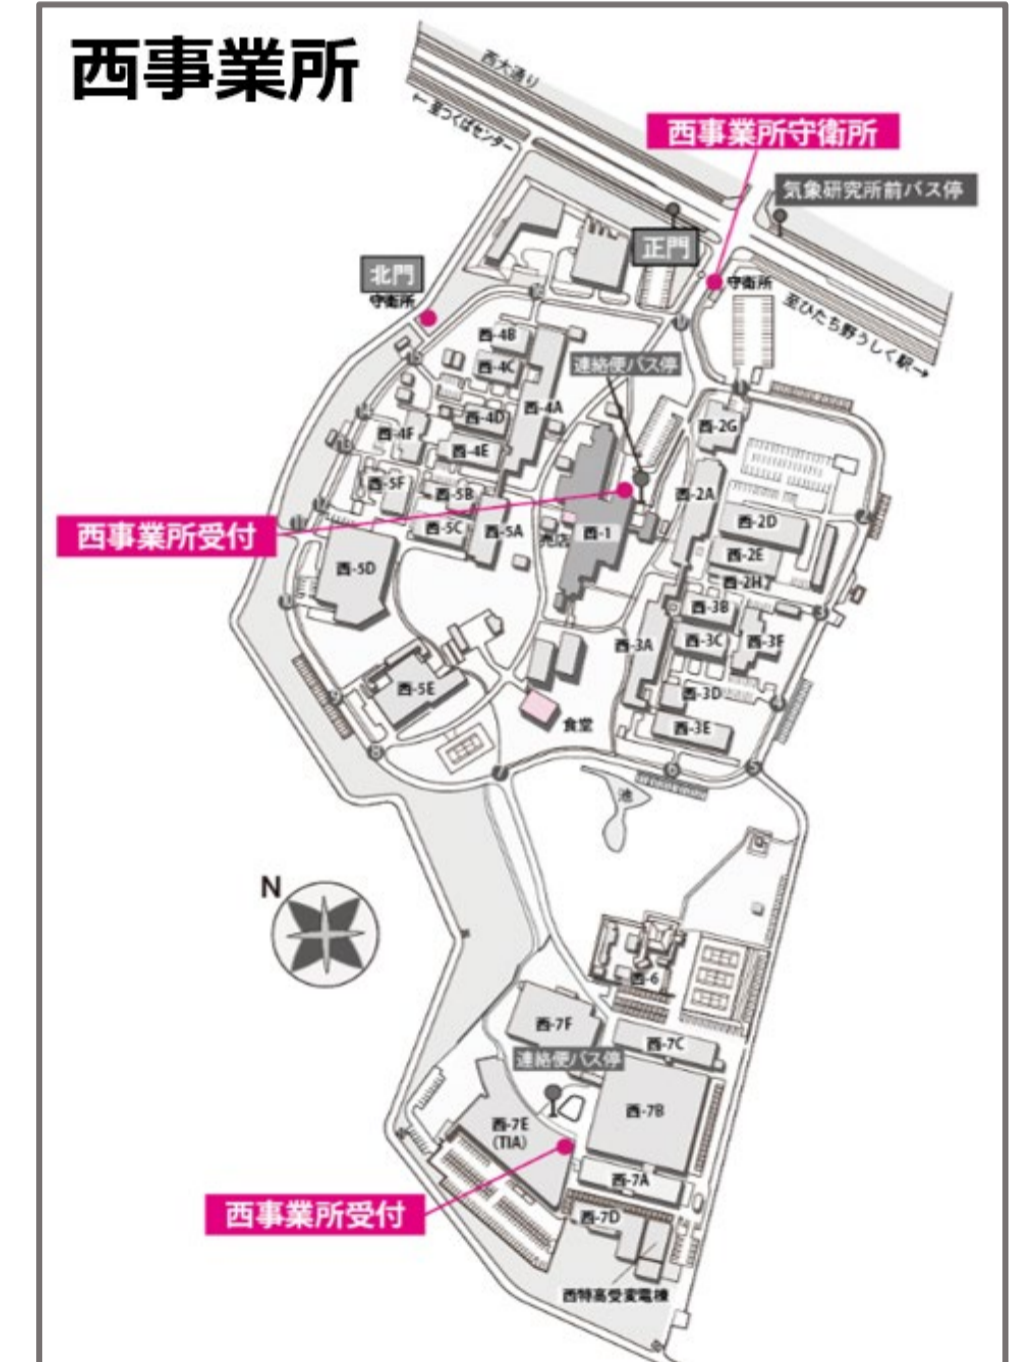 西事業所
西大通り
← 至つくばセンター
西事業所守衛所
気象研究所前バス停
正門
北門
守衛所
守衛所
至ひたち野うしく駅→
西-4B
連絡便バス停
西-4C
西-4A
西-4D
西-2G
西-4F
西-4E
西-5F
西-5B
西-2A
西-5C
西-5A
西-2D
西事業所受付
売店
西-1
西-2E
西-5D
西-2H
西-3B
西-3A
西-3C
西-3F
西-5E
西-3D
食堂
西-3E
池
N
西-6
西-7F
西-7C
連絡便バス停
西-7B
西-7E
(TIA)
西-7A
西事業所受付
西-7D
西特高受変電棟